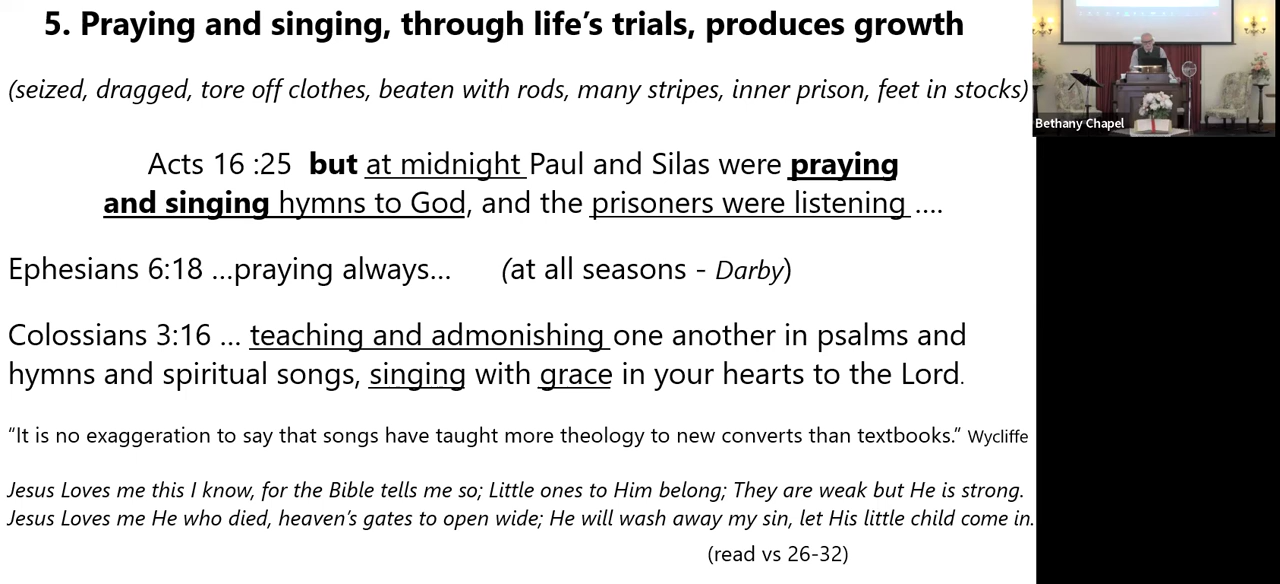 5. Praying and singing, through life’s trials, produces growth
(seized, dragged, tore off clothes, beaten with rods, many stripes, inner prison, feet in stocks)
Acts 16 :25 but at midnight Paul and Silas were praying
and singing hymns to God, and the prisoners were listening ....
Ephesians 6:18 ...praying always... (at all seasons - Darby)
Colossians 3:16 ... teaching and admonishing one another in psalms and
hymns and spiritual songs, singing with grace in your hearts to the Lord.
“It is no exaggeration to say that songs have taught more theology to new converts than textbooks.” Wycliffe
Jesus Loves me this I know, for the Bible tells me so; Little ones to Him belong; They are weak but He is strong.
Jesus Loves me He who died, heaven’s gates to open wide; He will wash away my sin, let His little child come in.
(read vs 26-32)
Bethany Chapel